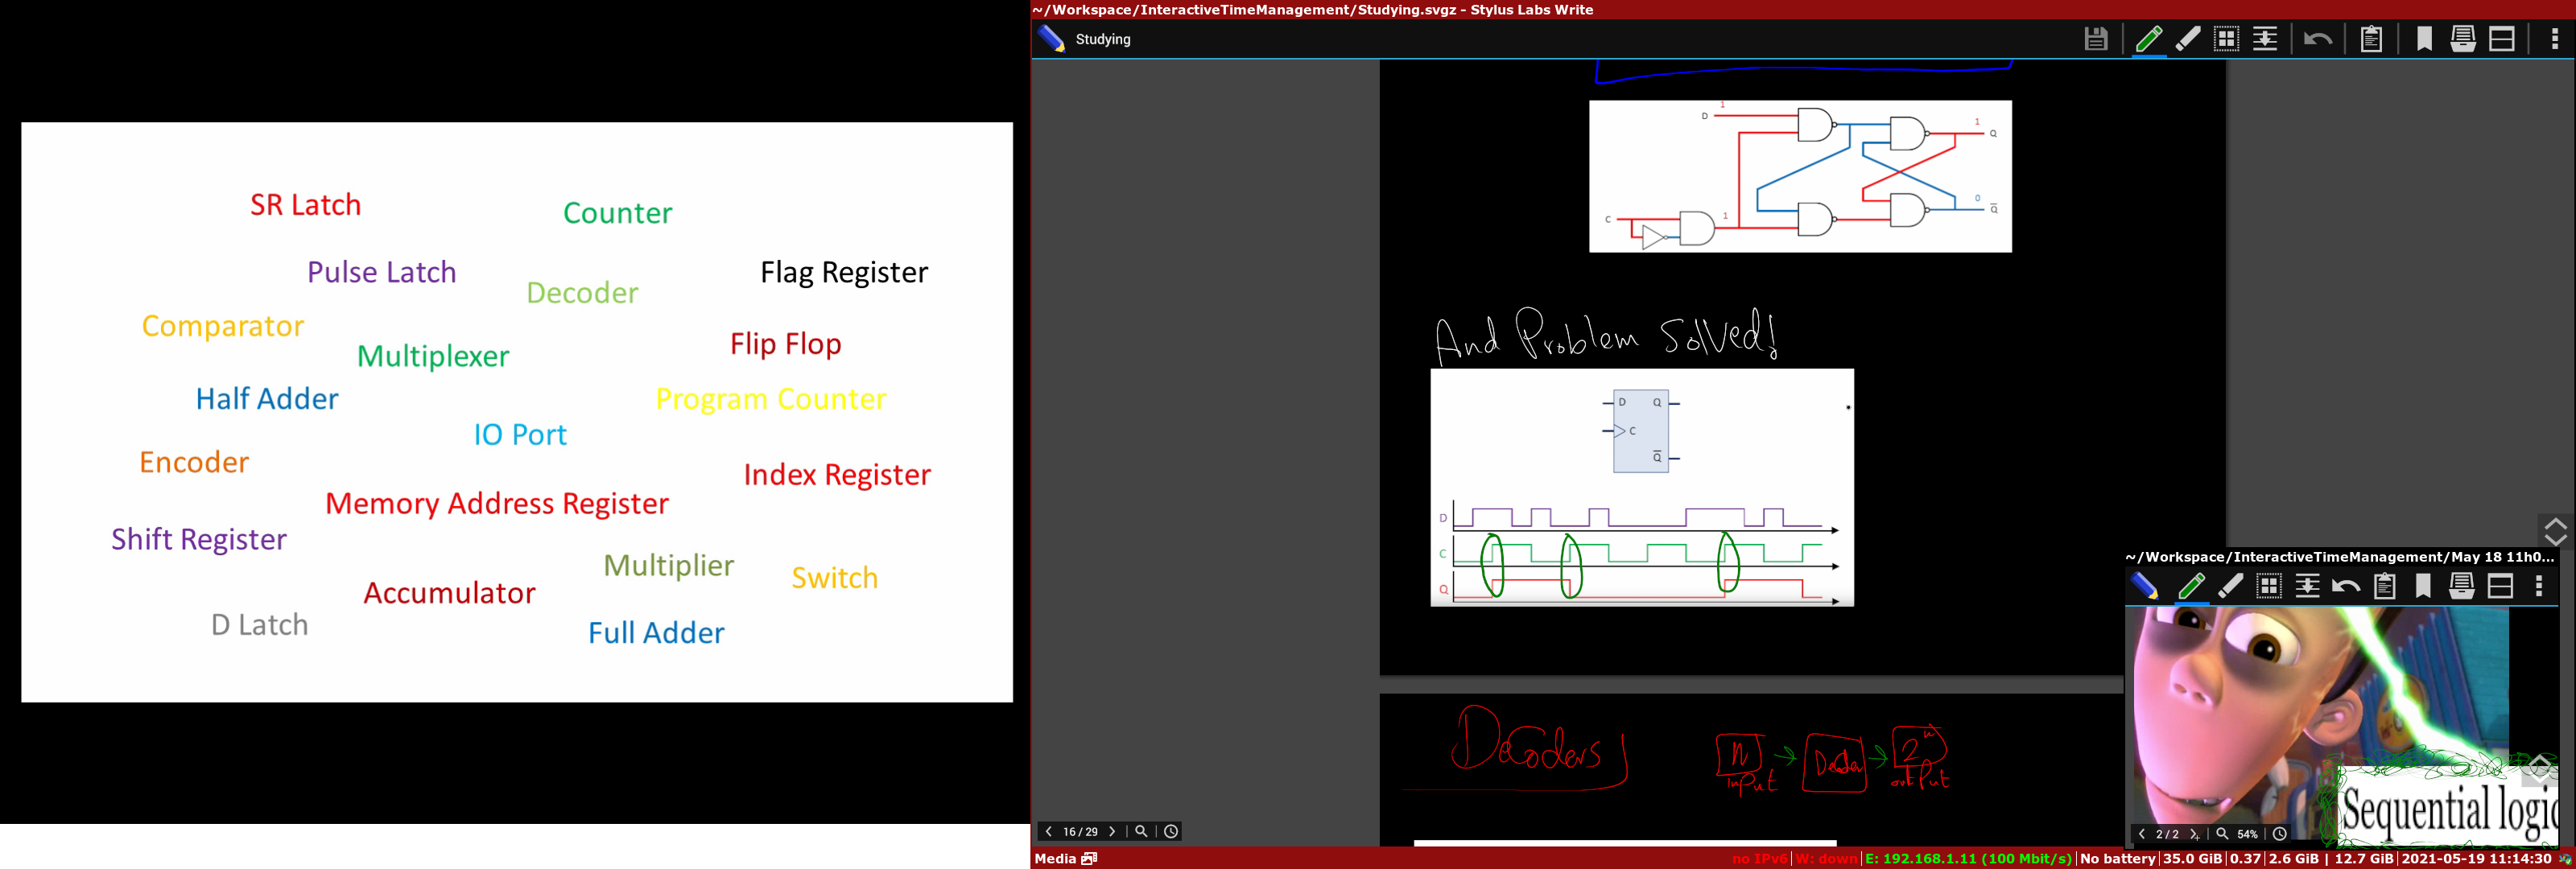 SR Latch
Counter
Pulse Latch
Decoder
Flag Register
Comparator
Multiplexer
Flip Flop
Half Adder
Program Counter
IO Port
Encoder
Index Register
Memory Address Register
Shift Register
Multiplier
Switch
Accumulator
D Latch
Full Adder
~/Workspace/InteractiveTimeManagement/Studying.svgz - Stylus Labs Write
Studying
D 1
1 Q
C 1
0 Q̅
And Problem Solved!
D Q
C
Q̅
D
C
Q
Decoders
n → Decoder → 2ⁿ
input output
16 / 29
~/Workspace/InteractiveTimeManagement/May 18 11h0...
Sequential logic
2 / 2 54%
Media
no IPv6|W: down|E: 192.168.1.11 (100 Mbit/s)|No battery|35.0 GiB|0.37|2.6 GiB | 12.7 GiB|2021-05-19 11:14:30